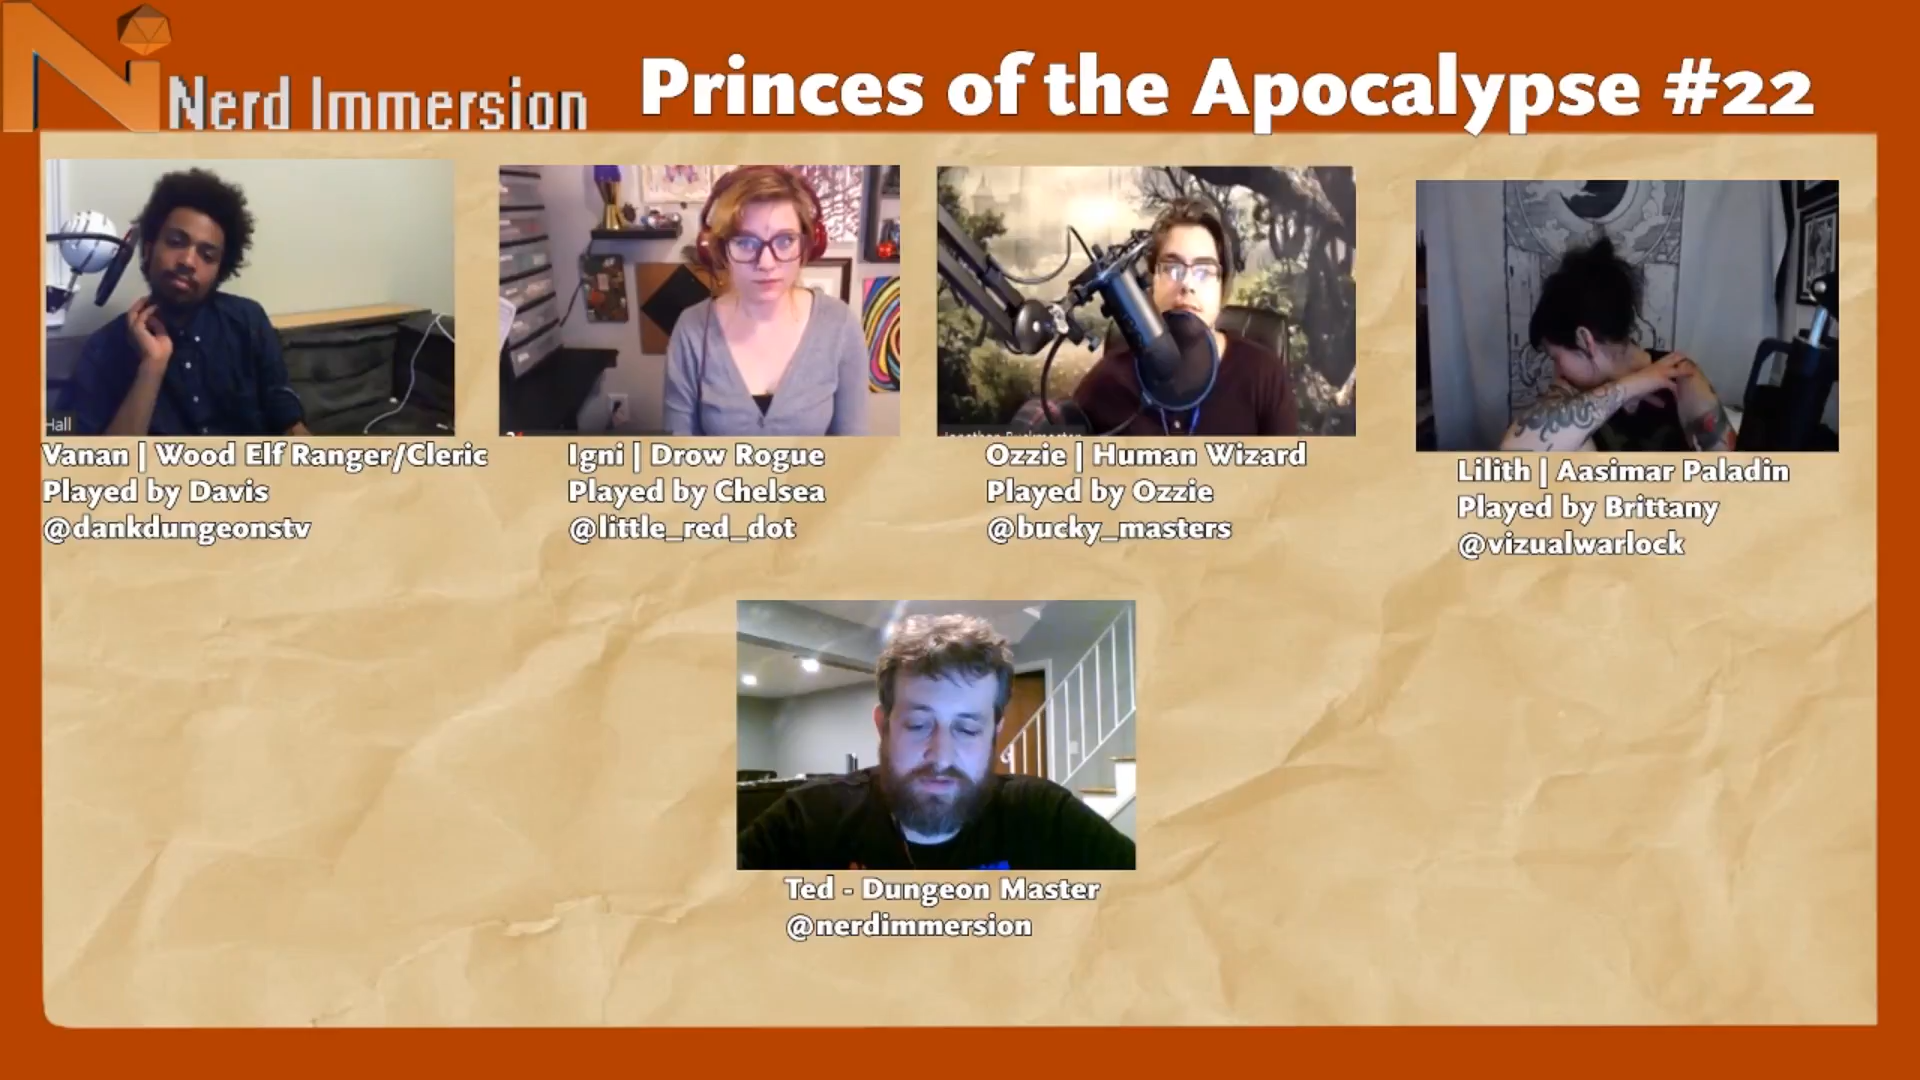 Nerd Immersion
Princes of the Apocalypse #22
Hall
Vanan | Wood Elf Ranger/Cleric
Played by Davis
@dankdungeonstv
Igni | Drow Rogue
Played by Chelsea
@little_red_dot
Ozzie | Human Wizard
Played by Ozzie
@bucky_masters
Lilith | Aasimar Paladin
Played by Brittany
@vizualwarlock
Ted - Dungeon Master
@nerdimmersion